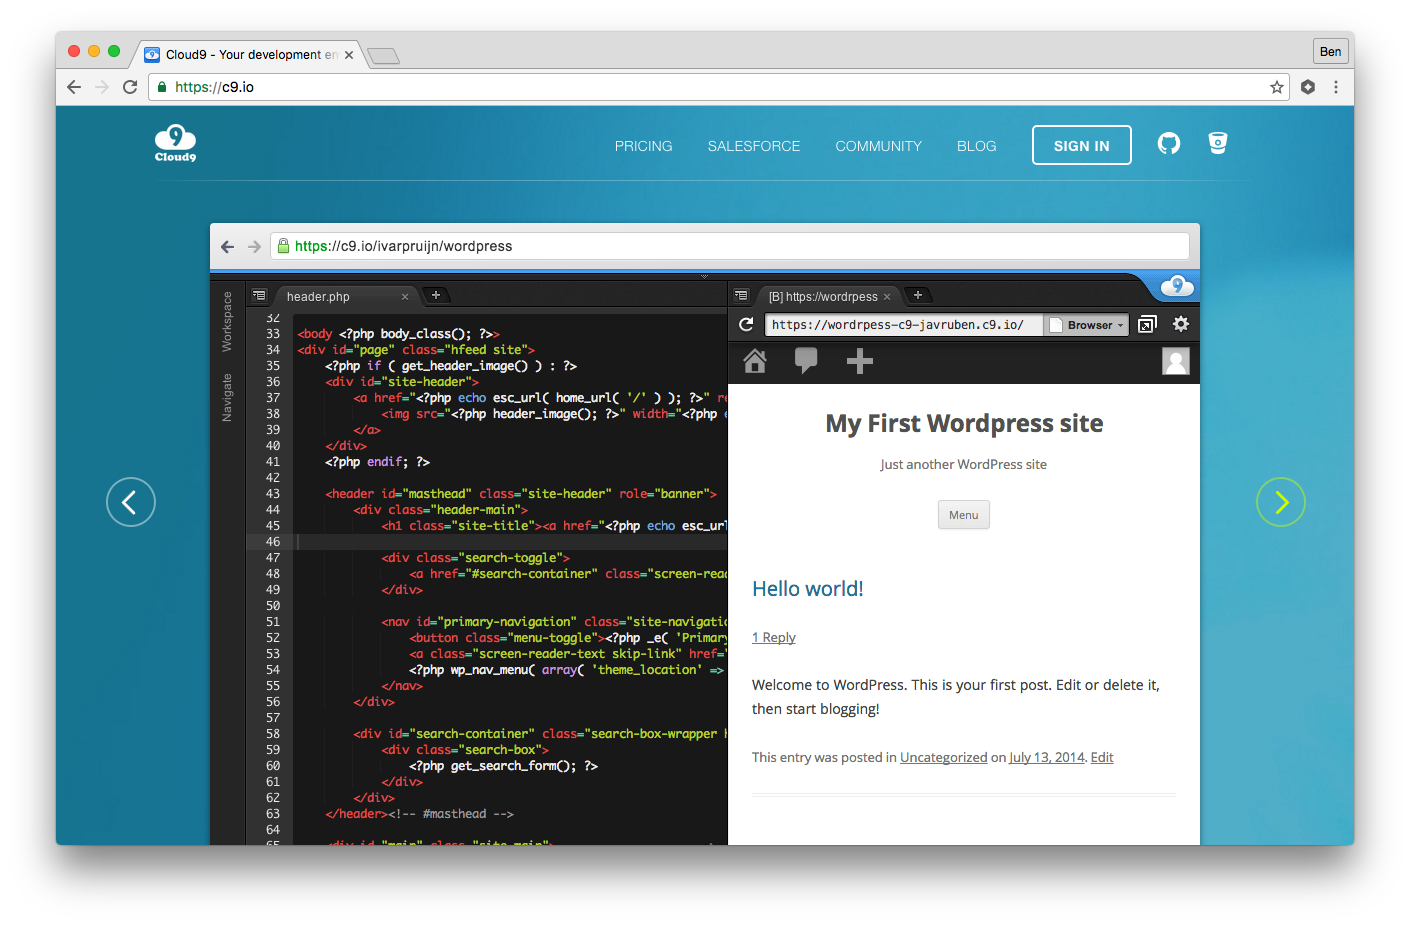 Cloud9 - Your development en
Ben
https://c9.io
9
Cloud9
PRICING
SALESFORCE
COMMUNITY
BLOG
SIGN IN
https://c9.io/ivarpruijn/wordpress
9
Workspace
Navigate
header.php
32
33 <body <?php body_class(); ?>>
34 <div id="page" class="hfeed site">
35 <?php if ( get_header_image() ) : ?>
36 <div id="site-header">
37 <a href="<?php echo esc_url( home_url( '/' ) ); ?>" re
38 <img src="<?php header_image(); ?>" width="<?php e
39 </a>
40 </div>
41 <?php endif; ?>
42
43 <header id="masthead" class="site-header" role="banner">
44 <div class="header-main">
45 <h1 class="site-title"><a href="<?php echo esc_url
46
47 <div class="search-toggle">
48 <a href="#search-container" class="screen-read
49 </div>
50
51 <nav id="primary-navigation" class="site-navigatio
52 <button class="menu-toggle"><?php _e( 'Primary
53 <a class="screen-reader-text skip-link" href="
54 <?php wp_nav_menu( array( 'theme_location' =>
55 </nav>
56 </div>
57
58 <div id="search-container" class="search-box-wrapper h
59 <div class="search-box">
60 <?php get_search_form(); ?>
61 </div>
62 </div>
63 </header><!-- #masthead -->
64
65 <div id="main" class="site-main">
[B] https://wordrpess
https://wordrpess-c9-javruben.c9.io/
Browser
My First Wordpress site
Just another WordPress site
Menu
Hello world!
1 Reply
Welcome to WordPress. This is your first post. Edit or delete it,
then start blogging!
This entry was posted in Uncategorized on July 13, 2014. Edit